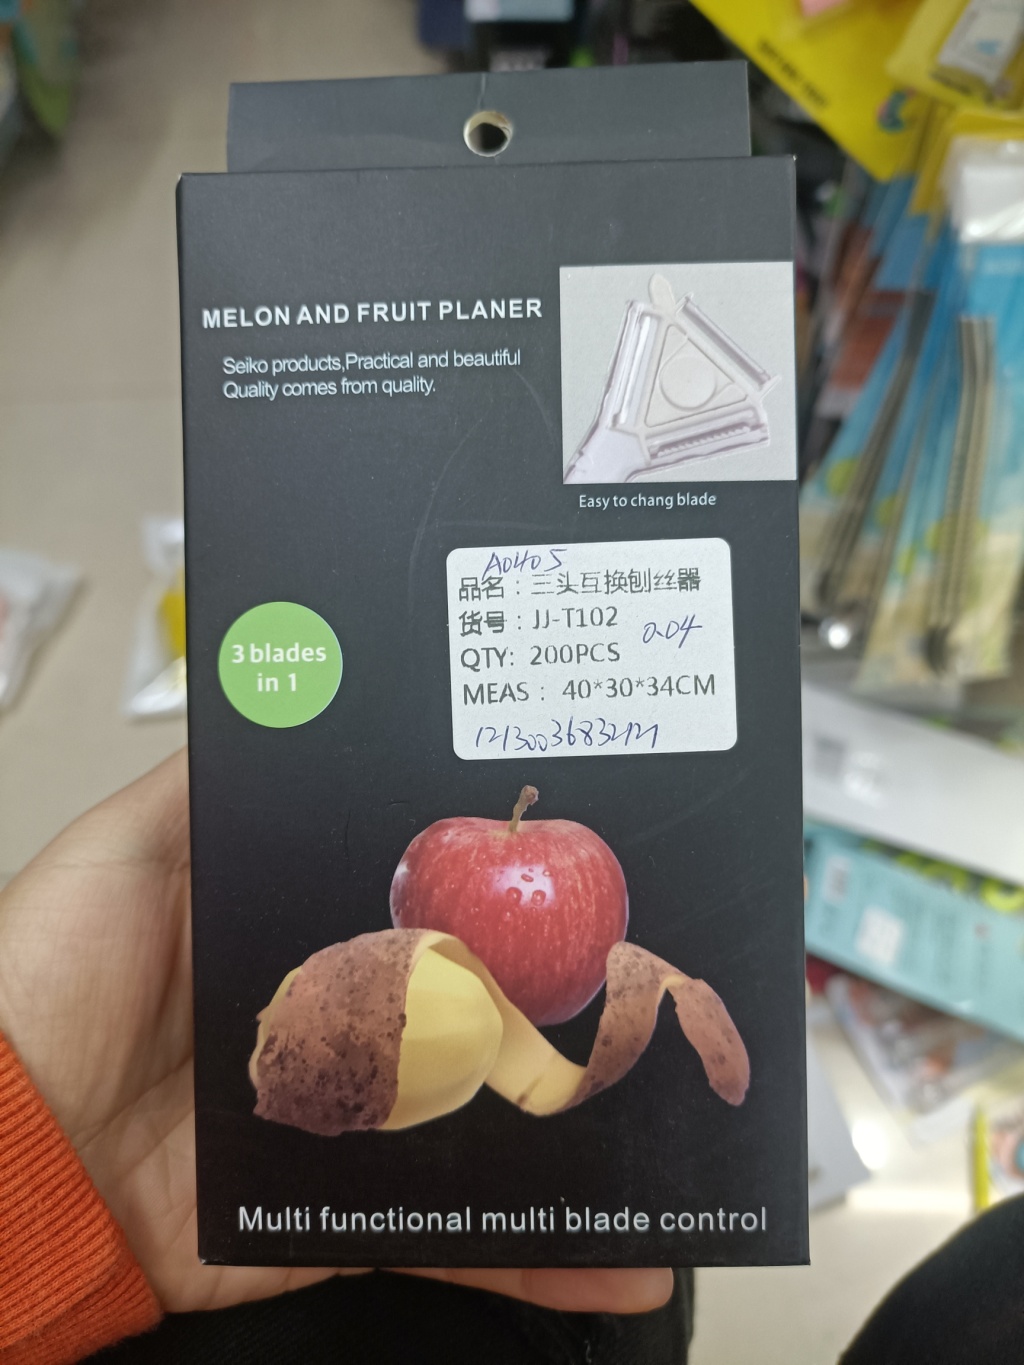 MELON AND FRUIT PLANER
Seiko products,Practical and beautiful
Quality comes from quality.
Easy to chang blade
3 blades
in 1
A0405
品名：三头互换刨丝器
货号：JJ-T102
0.04
QTY: 200PCS
MEAS： 40*30*34CM
Multi functional multi blade control